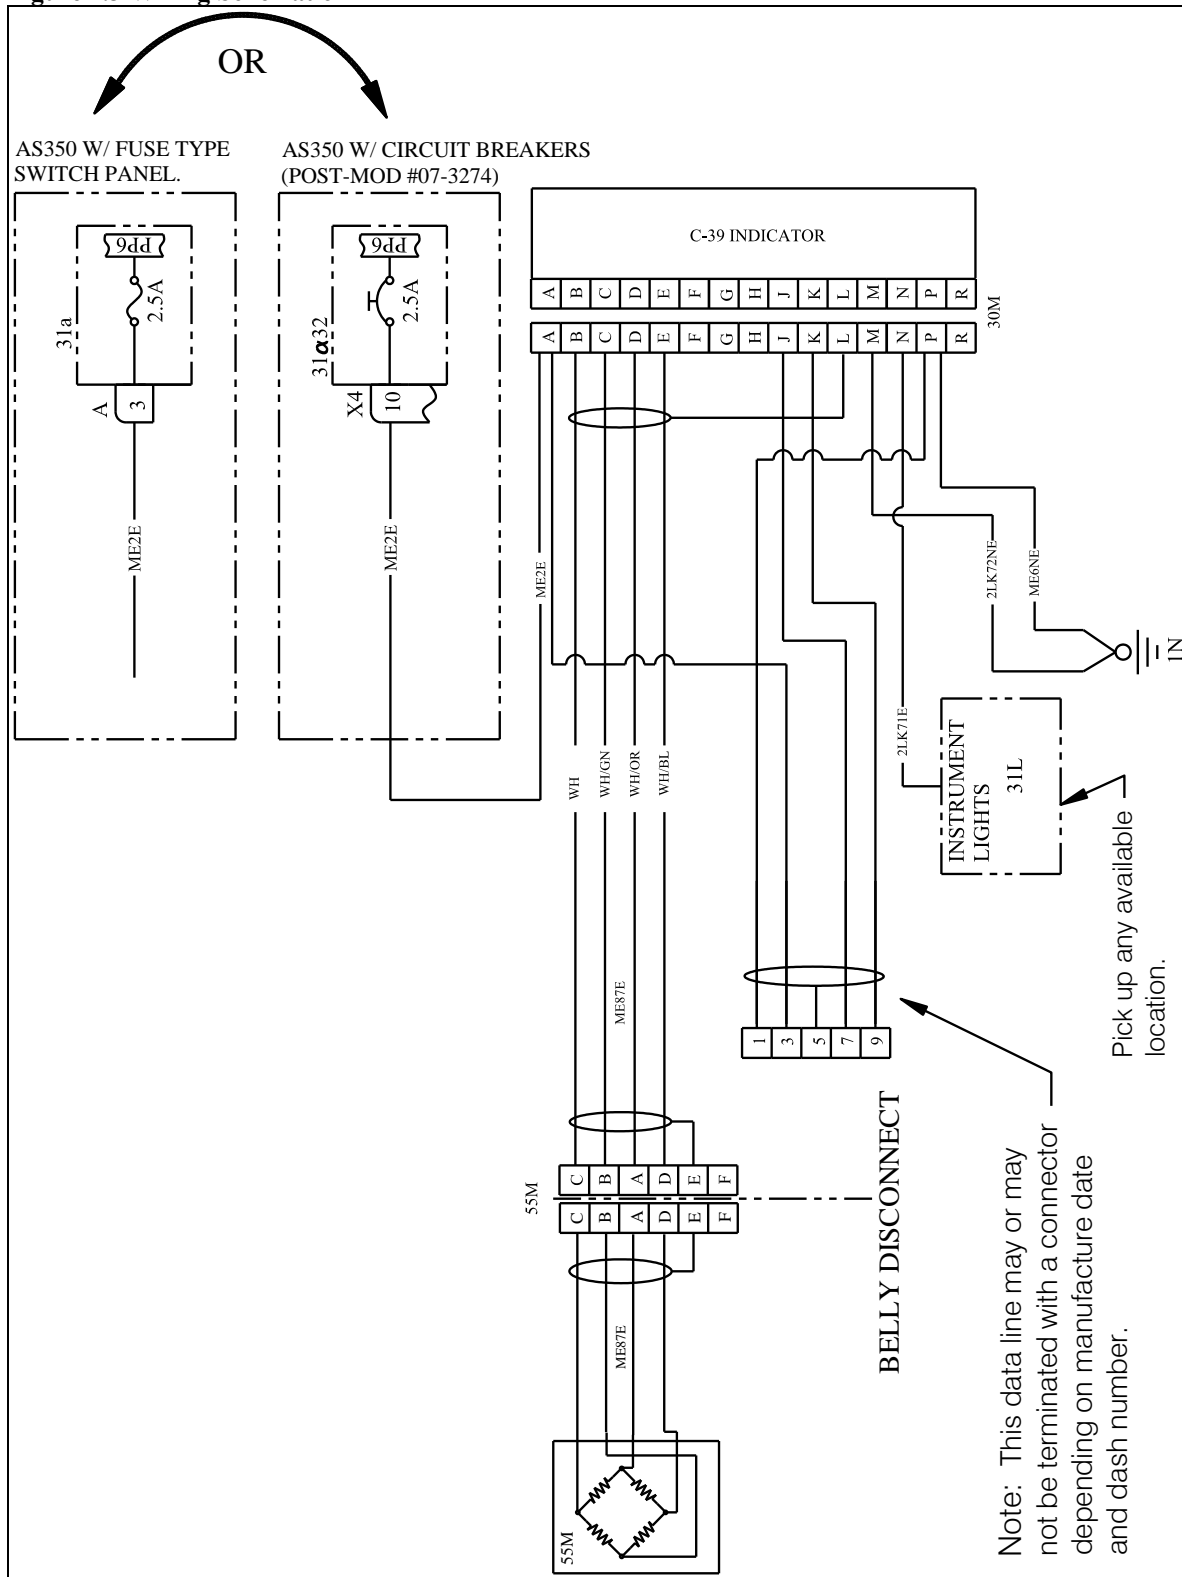 OR
AS350 W/ FUSE TYPE
SWITCH PANEL.
AS350 W/ CIRCUIT BREAKERS
(POST-MOD #07-3274)
PP6
2.5A
31a
A
3
ME2E
PP6
2.5A
31α32
X4
10
ME2E
C-39 INDICATOR
A B C D E F G H J K L M N P R
30M
A B C D E F G H J K L M N P R
ME2E
WH
WH/GN
WH/OR
WH/BL
2LK72NE
ME6NE
1N
2LK71E
INSTRUMENT
LIGHTS
31L
Pick up any available
location.
ME87E
1 3 5 7 9
55M
C B A D E F
C B A D E F
BELLY DISCONNECT
ME87E
55M
Note: This data line may or may
not be terminated with a connector
depending on manufacture date
and dash number.